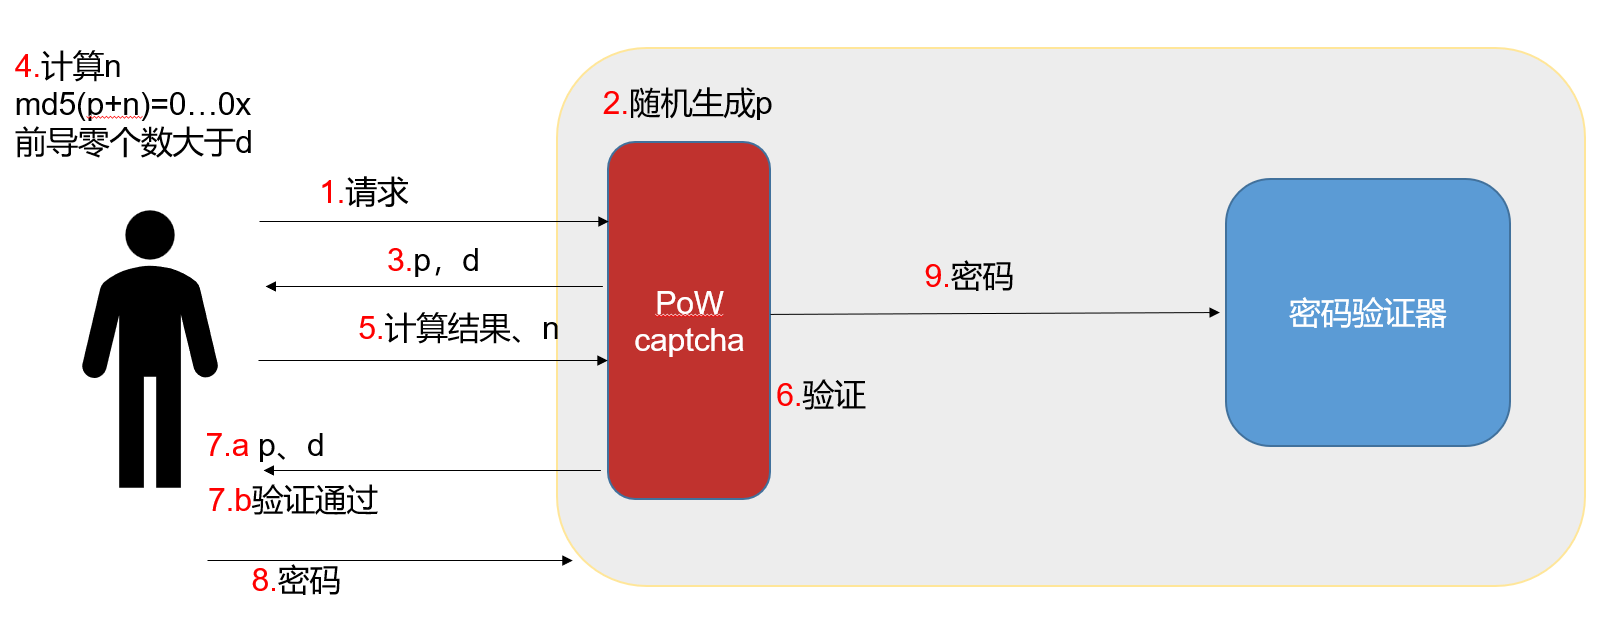 4.计算n
md5(p+n)=0…0x
前导零个数大于d
2.随机生成p
1.请求
3.p，d
9.密码
PoW
captcha
密码验证器
5.计算结果、n
6.验证
7.a p、d
7.b验证通过
8.密码